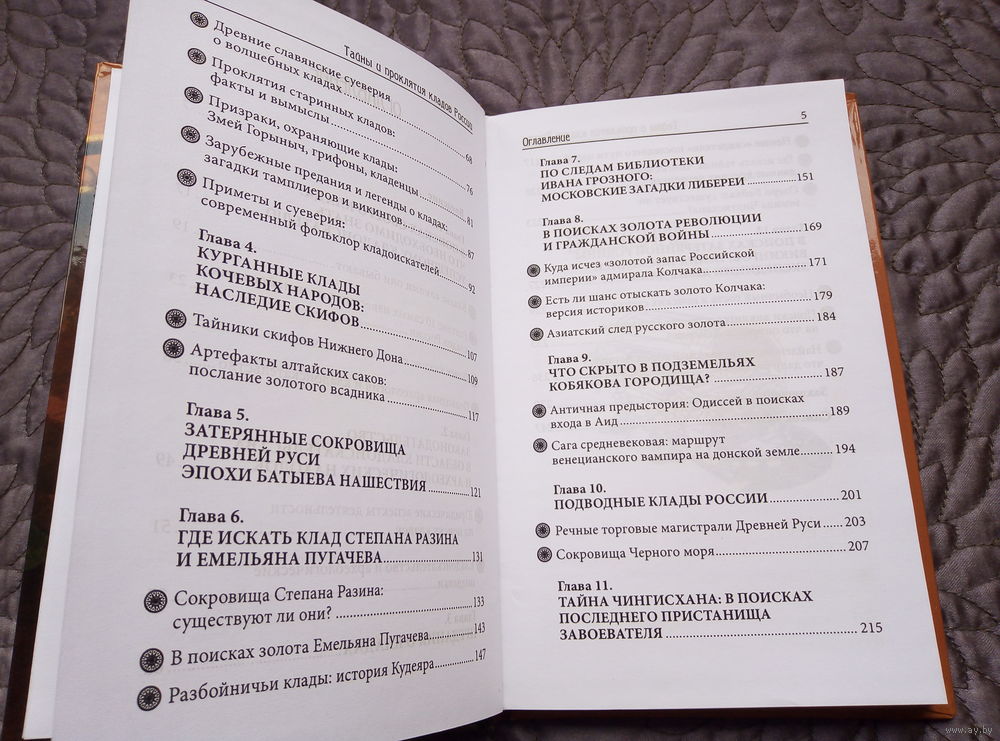 Тайны и проклятия кладов России
Древние славянские суеверия
о волшебных кладах
Проклятия старинных кладов:
факты и вымыслы 68
Призраки, охраняющие клады:
Змей Горыныч, грифоны, кладенцы 76
Зарубежные предания и легенды о кладах:
загадки тамплиеров и викингов 81
Приметы и суеверия: 87
современный фольклор кладоискателей 92
Глава 4.
КУРГАННЫЕ КЛАДЫ
КОЧЕВЫХ НАРОДОВ:
НАСЛЕДИЕ СКИФОВ 107
Тайники скифов Нижнего Дона 109
Артефакты алтайских саков:
послание золотого всадника 117
Глава 5.
ЗАТЕРЯННЫЕ СОКРОВИЩА
ДРЕВНЕЙ РУСИ
ЭПОХИ БАТЫЕВА НАШЕСТВИЯ 121
Глава 6.
ГДЕ ИСКАТЬ КЛАД СТЕПАНА РАЗИНА
И ЕМЕЛЬЯНА ПУГАЧЕВА 131
Сокровища Степана Разина:
существуют ли они? 133
В поисках золота Емельяна Пугачева 143
Разбойничьи клады: история Кудеяра 147
Оглавление 5
Глава 7.
ПО СЛЕДАМ БИБЛИОТЕКИ
ИВАНА ГРОЗНОГО:
МОСКОВСКИЕ ЗАГАДКИ ЛИБЕРЕИ 151
Глава 8.
В ПОИСКАХ ЗОЛОТА РЕВОЛЮЦИИ
И ГРАЖДАНСКОЙ ВОЙНЫ 169
Куда исчез «золотой запас Российской
империи» адмирала Колчака 171
Есть ли шанс отыскать золото Колчака:
версия историков 179
Азиатский след русского золота 184
Глава 9.
ЧТО СКРЫТО В ПОДЗЕМЕЛЬЯХ
КОБЯКОВА ГОРОДИЩА? 187
Античная предыстория: Одиссей в поисках
входа в Аид 189
Сага средневековая: маршрут
венецианского вампира на донской земле 194
Глава 10.
ПОДВОДНЫЕ КЛАДЫ РОССИИ 201
Речные торговые магистрали Древней Руси 203
Сокровища Черного моря 207
Глава 11.
ТАЙНА ЧИНГИСХАНА: В ПОИСКАХ
ПОСЛЕДНЕГО ПРИСТАНИЩА
ЗАВОЕВАТЕЛЯ 215
www.ay.by